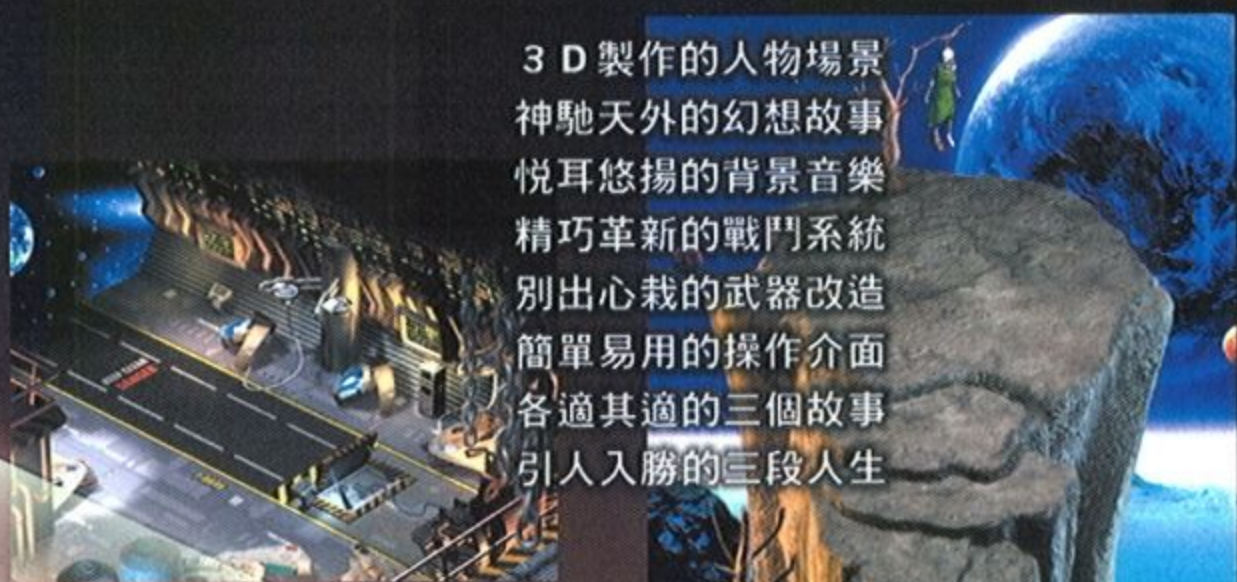 3D製作的人物場景
神馳天外的幻想故事
悅耳悠揚的背景音樂
精巧革新的戰鬥系統
別出心栽的武器改造
簡單易用的操作介面
各適其適的三個故事
引人入勝的三段人生
DANGER